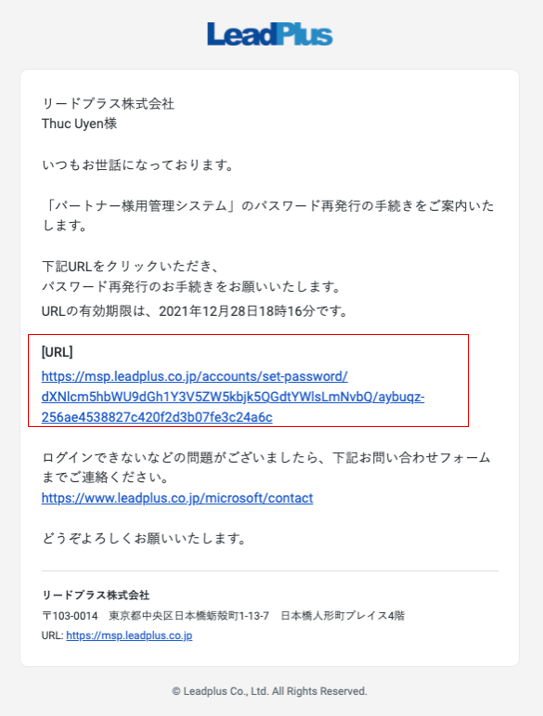 LeadPlus
リードプラス株式会社
Thuc Uyen様
いつもお世話になっております。
「パートナー様用管理システム」のパスワード再発行の手続きをご案内いた
します。
下記URLをクリックいただき、
パスワード再発行のお手続きをお願いいたします。
URLの有効期限は、2021年12月28日18時16分です。
[URL]
https://msp.leadplus.co.jp/accounts/set-password/
dXNlcm5hbWU9dGh1Y3V5ZW5kbjk5QGdtYWlsLmNvbQ/aybuqz-
256ae4538827c420f2d3b07fe3c24a6c
ログインできないなどの問題がございましたら、下記お問い合わせフォーム
までご連絡ください。
https://www.leadplus.co.jp/microsoft/contact
どうぞよろしくお願いいたします。
リードプラス株式会社
〒103-0014　東京都中央区日本橋蛎殻町1-13-7　日本橋人形町プレイス4階
URL: https://msp.leadplus.co.jp
© Leadplus Co., Ltd. All Rights Reserved.